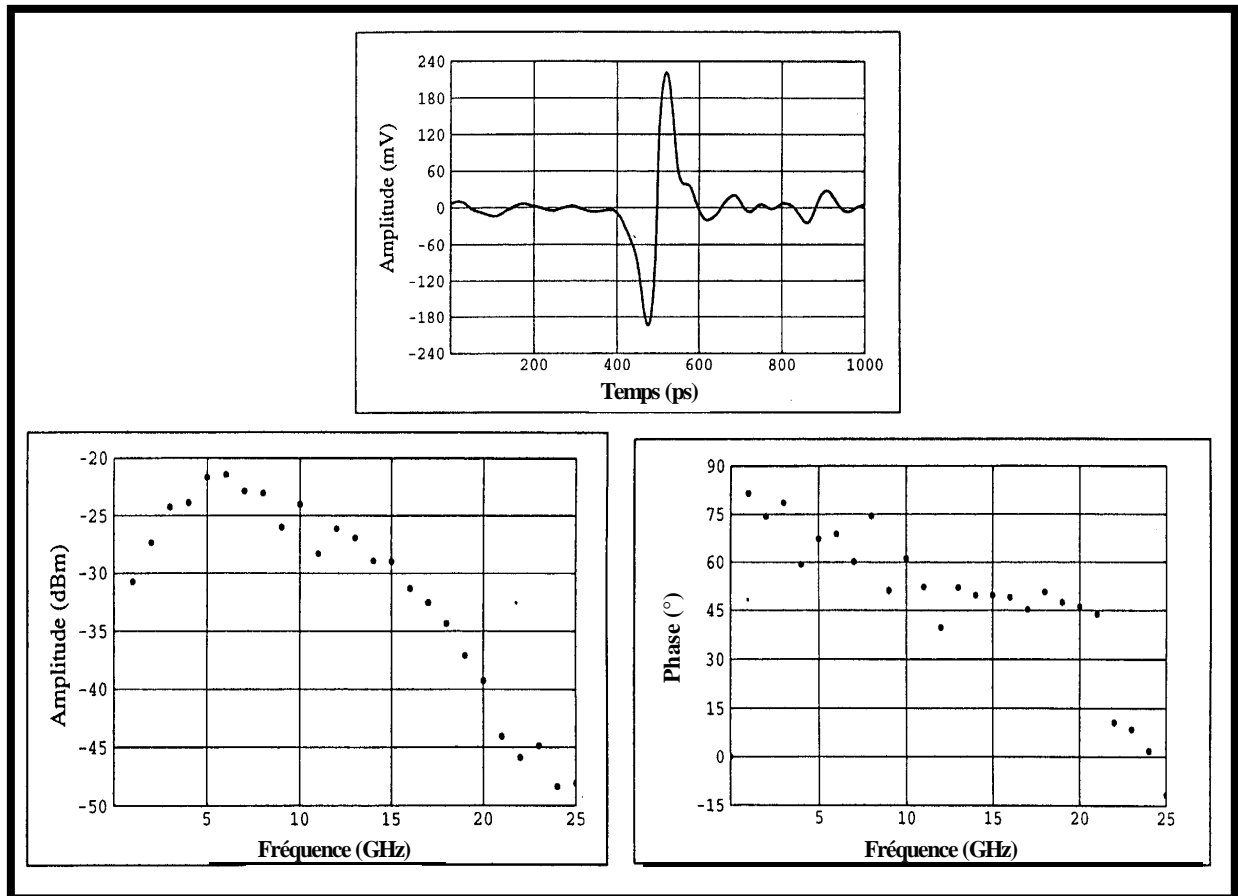 240
180
120
60
0
-60
-120
-180
-240
Amplitude (mV)
200 400 600 800 1000
Temps (ps)
-20
-25
-30
-35
-40
-45
-50
Amplitude (dBm)
5 10 15 20 25
Fréquence (GHz)
90
75
60
45
30
15
0
-15
Phase (°)
5 10 15 20 25
Fréquence (GHz)